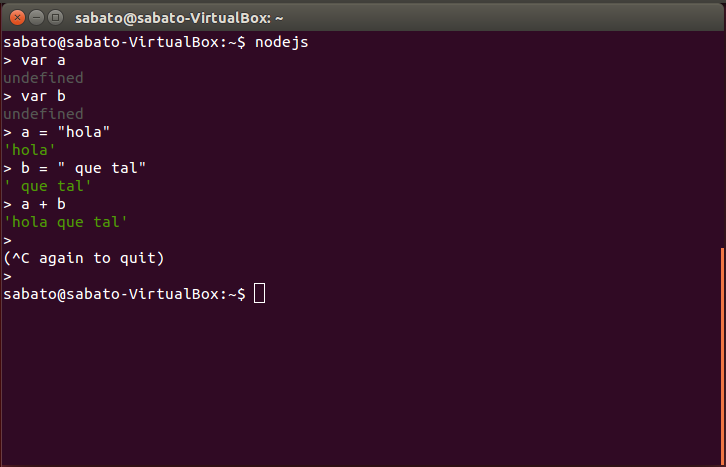 sabato@sabato-VirtualBox: ~
sabato@sabato-VirtualBox:~$ nodejs
> var a
undefined
> var b
undefined
> a = "hola"
'hola'
> b = " que tal"
' que tal'
> a + b
'hola que tal'
>
(^C again to quit)
>
sabato@sabato-VirtualBox:~$